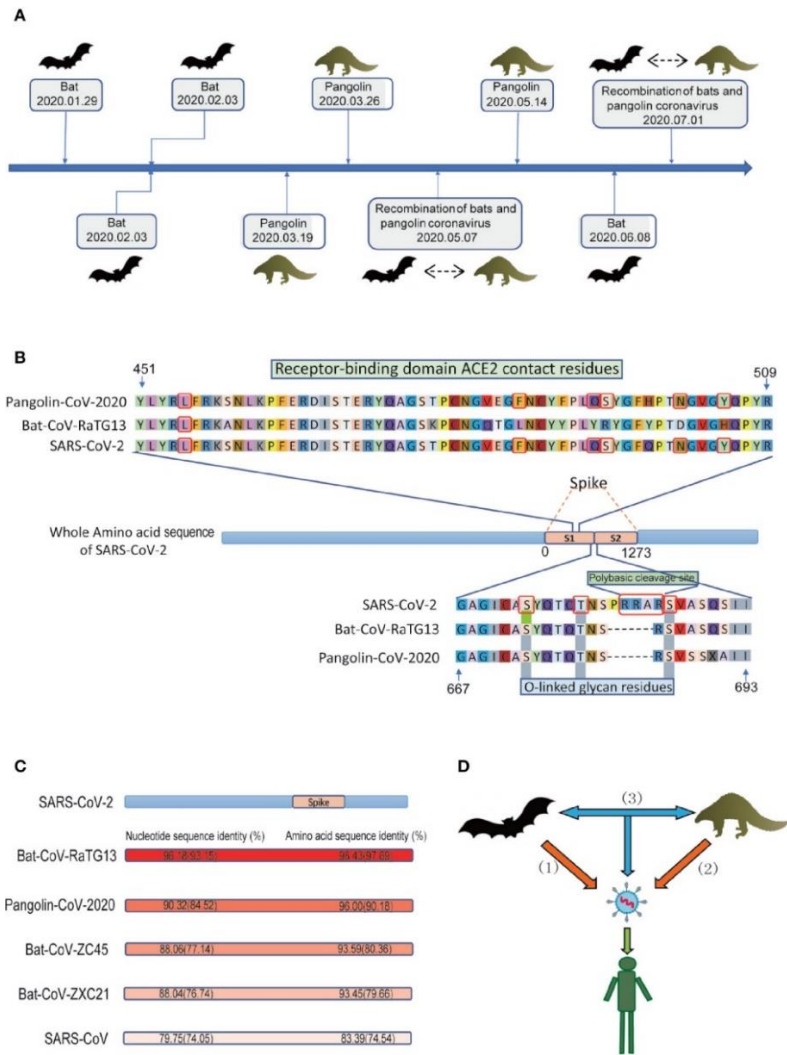 A
Bat
2020.01.29
Bat
2020.02.03
Pangolin
2020.03.26
Pangolin
2020.05.14
Recombination of bats and
pangolin coronavirus
2020.07.01
Bat
2020.02.03
Pangolin
2020.03.19
Recombination of bats and
pangolin coronavirus
2020.05.07
Bat
2020.06.08
B
451
Receptor-binding domain ACE2 contact residues
509
Pangolin-CoV-2020 YLYRLFRKSNLKPFERDISTERYQAGSTPCNGVEGFNCYFPLQSYGFHPTNGVGYQPYR
Bat-CoV-RaTG13
SARS-CoV-2
Spike
Whole Amino acid sequence
of SARS-CoV-2
S1 S2
0 1273
Polybasic cleavage site
SARS-CoV-2 GAGICASYQTQTNSPRRARSVASQSII
Bat-CoV-RaTG13 GAGICASYQTQTNS-----RSVASQSII
Pangolin-CoV-2020 GAGICASYQTQTNS-----RSVSSXAII
667
O-linked glycan residues
693
C
SARS-CoV-2
Spike
Nucleotide sequence identity (%) Amino acid sequence identity (%)
Bat-CoV-RaTG13 96.18(93.15) 98.43(97.69)
Pangolin-CoV-2020 90.32(84.52) 96.00(90.18)
Bat-CoV-ZC45 88.06(77.14) 93.59(80.36)
Bat-CoV-ZXC21 88.04(76.74) 93.45(79.66)
SARS-CoV 79.75(74.05) 83.39(74.54)
D
(3)
(1)
(2)